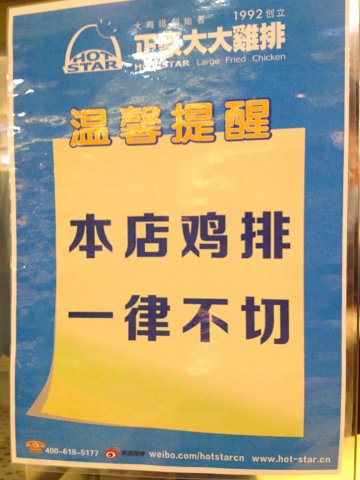 大鸡排创始者 1992创立
HOT STAR
正豪大大雞排
HOT-STAR Large Fried Chicken
温馨提醒
本店鸡排
一律不切
400-618-5177 weibo.com/hotstarcn www.hot-star.cn